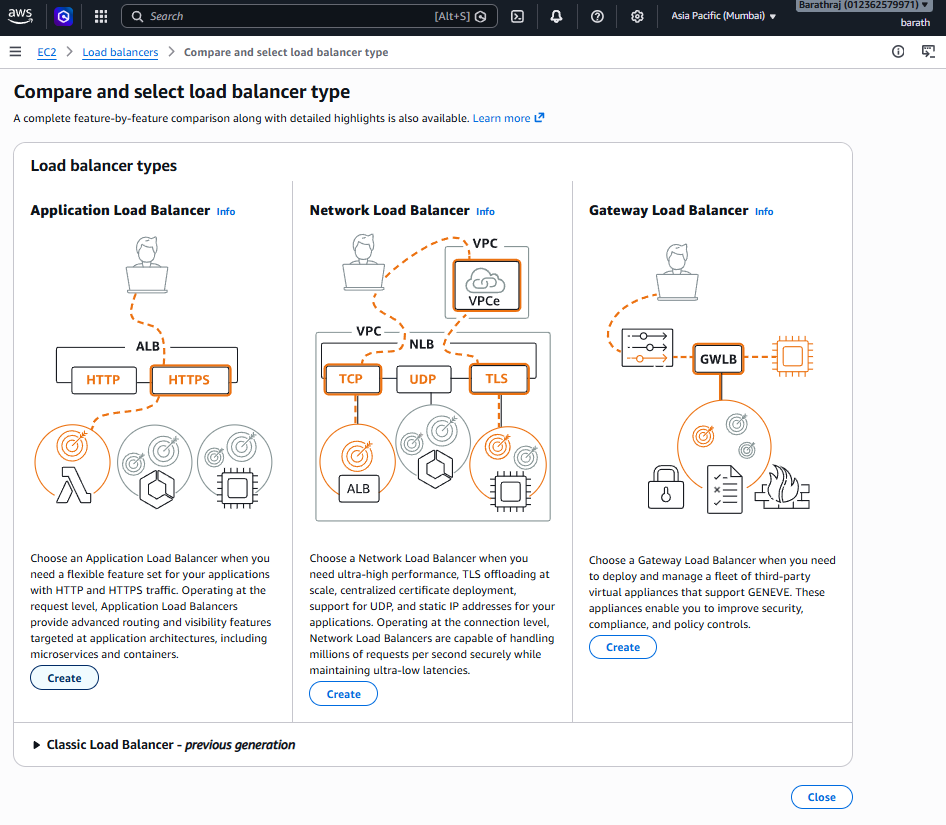 aws
Search
[Alt+S]
Asia Pacific (Mumbai)
Barathraj (012362579971)
barath
EC2 > Load balancers > Compare and select load balancer type
Compare and select load balancer type
A complete feature-by-feature comparison along with detailed highlights is also available. Learn more
Load balancer types
Application Load Balancer Info
ALB
HTTP
HTTPS
Choose an Application Load Balancer when you
need a flexible feature set for your applications
with HTTP and HTTPS traffic. Operating at the
request level, Application Load Balancers
provide advanced routing and visibility features
targeted at application architectures, including
microservices and containers.
Create
Network Load Balancer Info
VPC
VPCe
VPC
NLB
TCP
UDP
TLS
ALB
Choose a Network Load Balancer when you
need ultra-high performance, TLS offloading at
scale, centralized certificate deployment,
support for UDP, and static IP addresses for your
applications. Operating at the connection level,
Network Load Balancers are capable of handling
millions of requests per second securely while
maintaining ultra-low latencies.
Create
Gateway Load Balancer Info
GWLB
Choose a Gateway Load Balancer when you need
to deploy and manage a fleet of third-party
virtual appliances that support GENEVE. These
appliances enable you to improve security,
compliance, and policy controls.
Create
Classic Load Balancer - previous generation
Close